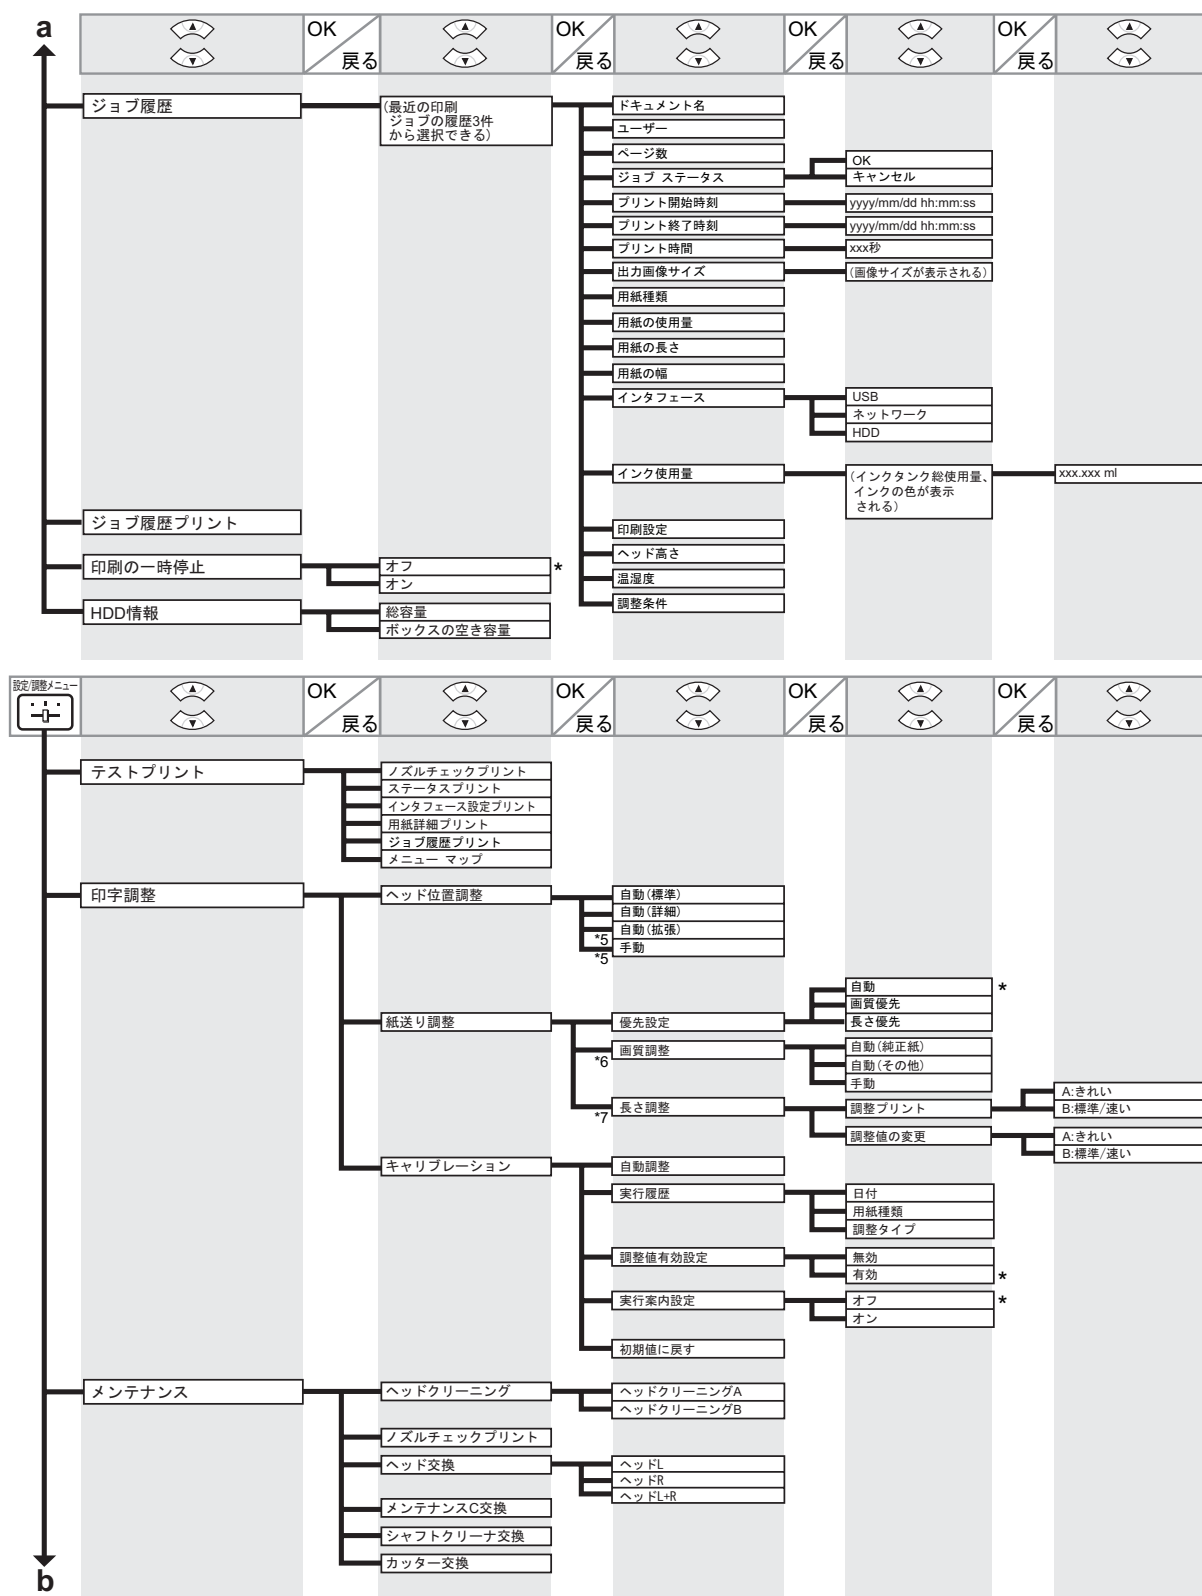 a
OK
戻る
OK
戻る
OK
戻る
OK
戻る
ジョブ履歴
(最近の印刷
ジョブの履歴3件
から選択できる)
ドキュメント名
ユーザー
ページ数
ジョブ ステータス
OK
キャンセル
プリント開始時刻
yyyy/mm/dd hh:mm:ss
プリント終了時刻
yyyy/mm/dd hh:mm:ss
プリント時間
xxx秒
出力画像サイズ
(画像サイズが表示される)
用紙種類
用紙の使用量
用紙の長さ
用紙の幅
インタフェース
USB
ネットワーク
HDD
インク使用量
(インクタンク総使用量、
インクの色が表示
される)
xxx.xxx ml
印刷設定
ヘッド高さ
温湿度
調整条件
ジョブ履歴プリント
印刷の一時停止
オフ
*
オン
HDD情報
総容量
ボックスの空き容量
設定/調整メニュー
OK
戻る
OK
戻る
OK
戻る
OK
戻る
テストプリント
ノズルチェックプリント
ステータスプリント
インタフェース設定プリント
用紙詳細プリント
ジョブ履歴プリント
メニュー マップ
印字調整
ヘッド位置調整
自動(標準)
自動(詳細)
自動(拡張)
*5
手動
*5
紙送り調整
優先設定
自動
*
画質優先
長さ優先
*6
画質調整
自動(純正紙)
自動(その他)
手動
*7
長さ調整
調整プリント
A:きれい
B:標準/速い
調整値の変更
A:きれい
B:標準/速い
キャリブレーション
自動調整
実行履歴
日付
用紙種類
調整タイプ
調整値有効設定
無効
有効
*
実行案内設定
オフ
*
オン
初期値に戻す
メンテナンス
ヘッドクリーニング
ヘッドクリーニングA
ヘッドクリーニングB
ノズルチェックプリント
ヘッド交換
ヘッドL
ヘッドR
ヘッドL+R
メンテナンスC交換
シャフトクリーナ交換
カッター交換
b